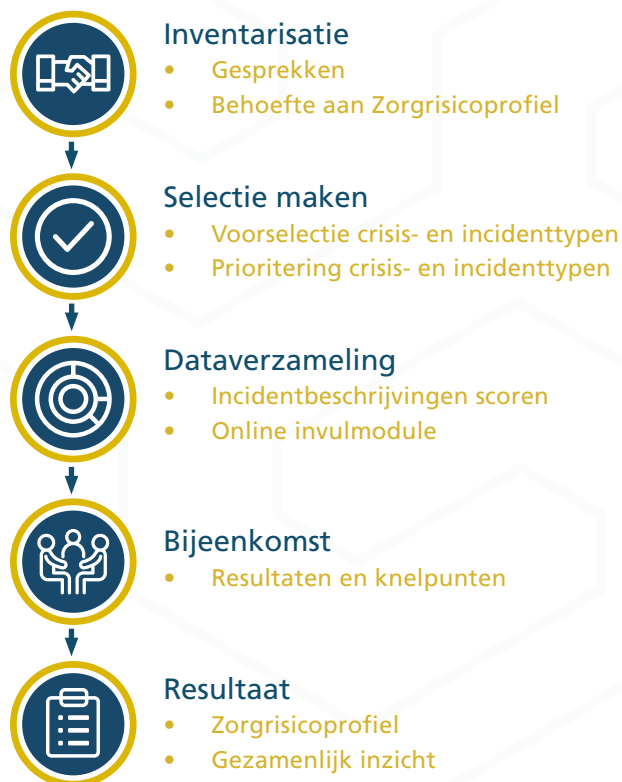 Inventarisatie
• Gesprekken
• Behoefte aan Zorgrisicoprofiel
Selectie maken
• Voorselectie crisis- en incidenttypen
• Prioritering crisis- en incidenttypen
Dataverzameling
• Incidentbeschrijvingen scoren
• Online invulmodule
Bijeenkomst
• Resultaten en knelpunten
Resultaat
• Zorgrisicoprofiel
• Gezamenlijk inzicht